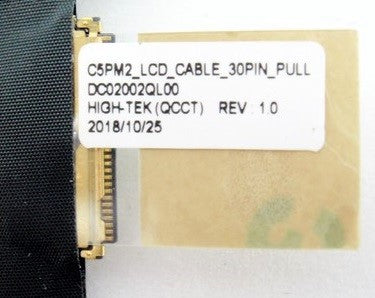 C5PM2_LCD_CABLE_30PIN_PULL
DC02002QL00
HIGH-TEK(QCCT) REV : 1.0
2018/10/25